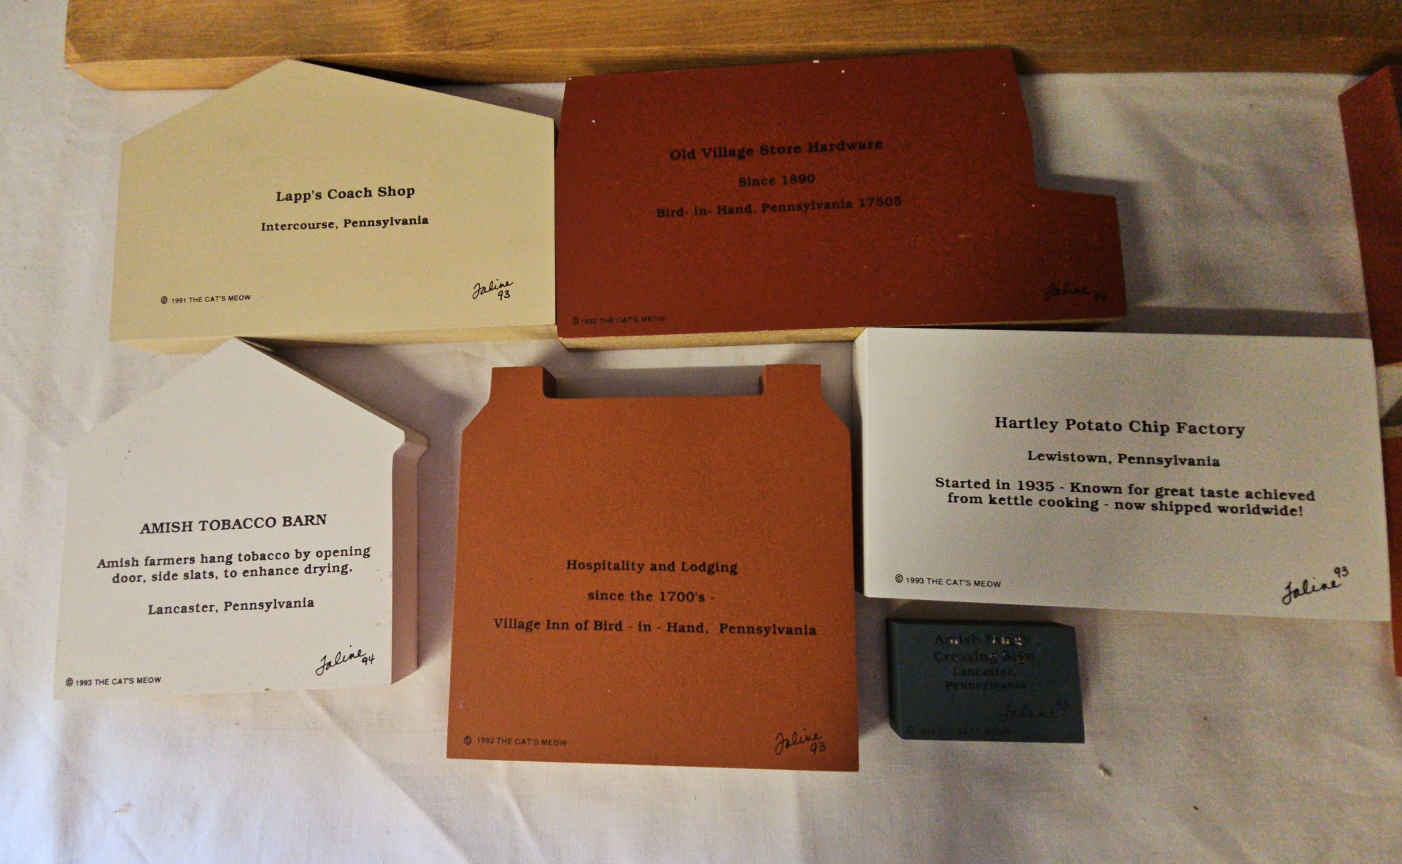 Lapp's Coach Shop
Intercourse, Pennsylvania
© 1991 THE CAT'S MEOW
Faline
93
Old Village Store Hardware
Since 1890
Bird- in- Hand, Pennsylvania 17505
© 1992 THE CAT'S MEOW
Faline
AMISH TOBACCO BARN
Amish farmers hang tobacco by opening
door, side slats, to enhance drying.
Lancaster, Pennsylvania
© 1993 THE CAT'S MEOW
Faline
94
Hospitality and Lodging
since the 1700's -
Village Inn of Bird - in - Hand, Pennsylvania
© 1992 THE CAT'S MEOW
Faline
93
Hartley Potato Chip Factory
Lewistown, Pennsylvania
Started in 1935 - Known for great taste achieved
from kettle cooking - now shipped worldwide!
© 1993 THE CAT'S MEOW
Faline 93
Amish
Crossing Sign
Lancaster,
Pennsylvania
Faline 93